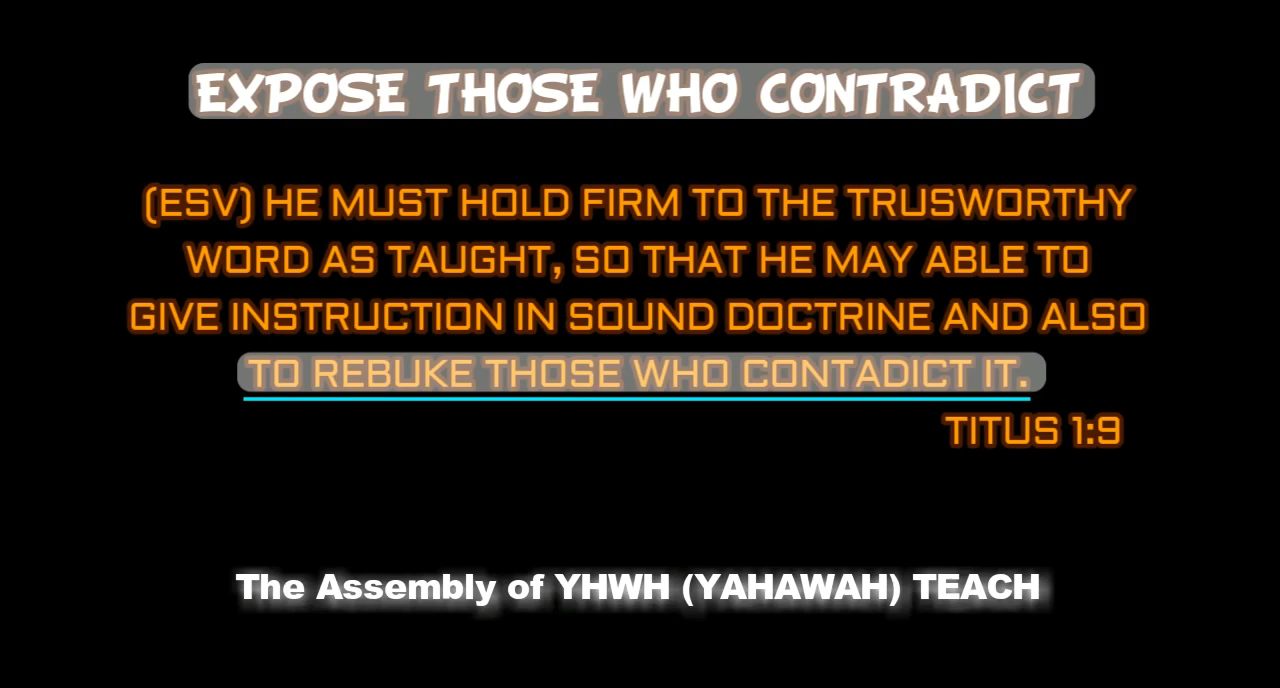 EXPOSE THOSE WHO CONTRADICT
(ESV) HE MUST HOLD FIRM TO THE TRUSWORTHY
WORD AS TAUGHT, SO THAT HE MAY ABLE TO
GIVE INSTRUCTION IN SOUND DOCTRINE AND ALSO
TO REBUKE THOSE WHO CONTADICT IT.
TITUS 1:9
The Assembly of YHWH (YAHAWAH) TEACH